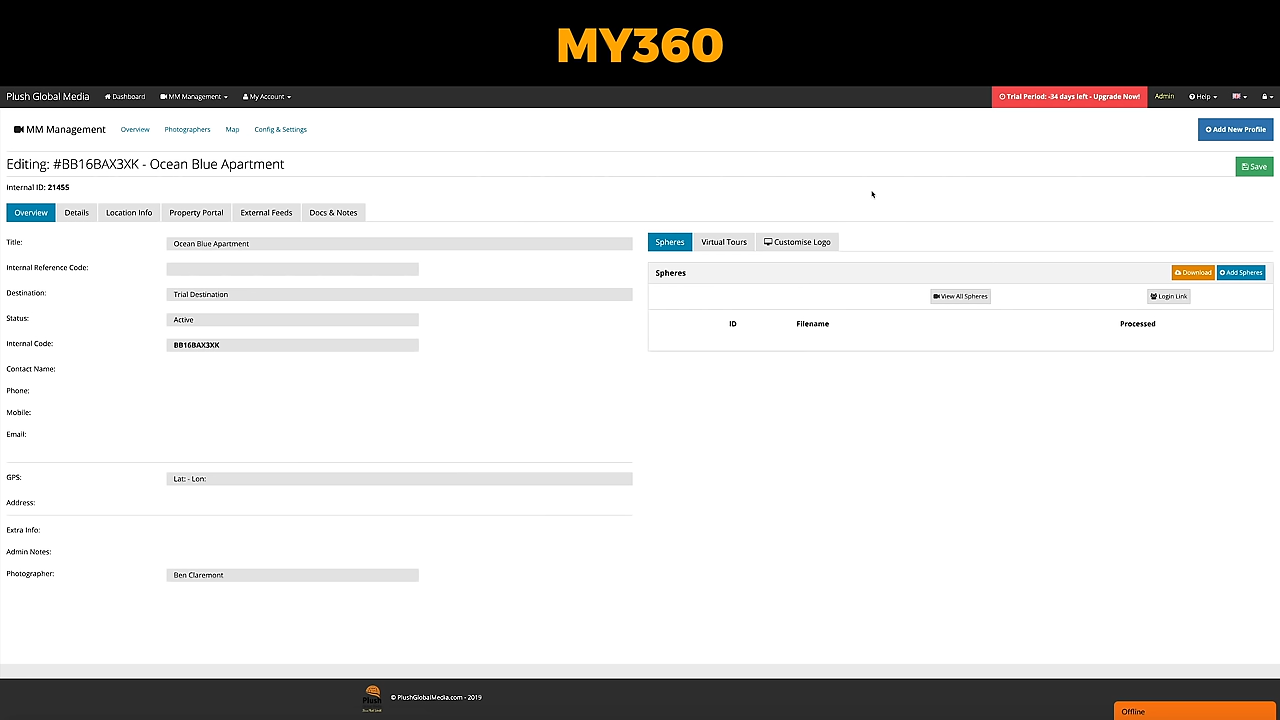 MY360
Plush Global Media Dashboard MM Management My Account Trial Period: -34 days left - Upgrade Now! Admin Help
MM Management Overview Photographers Map Config & Settings Add New Profile
Editing: #BB16BAX3XK - Ocean Blue Apartment Save
Internal ID: 21455
Overview Details Location Info Property Portal External Feeds Docs & Notes
Title: Ocean Blue Apartment
Internal Reference Code:
Destination: Trial Destination
Status: Active
Internal Code: BB16BAX3XK
Contact Name:
Phone:
Mobile:
Email:
GPS: Lat: - Lon:
Address:
Extra Info:
Admin Notes:
Photographer: Ben Claremont
Spheres Virtual Tours Customise Logo
Spheres Download Add Spheres
View All Spheres Login Link
ID Filename Processed
Plush
© PlushGlobalMedia.com - 2019
Offline